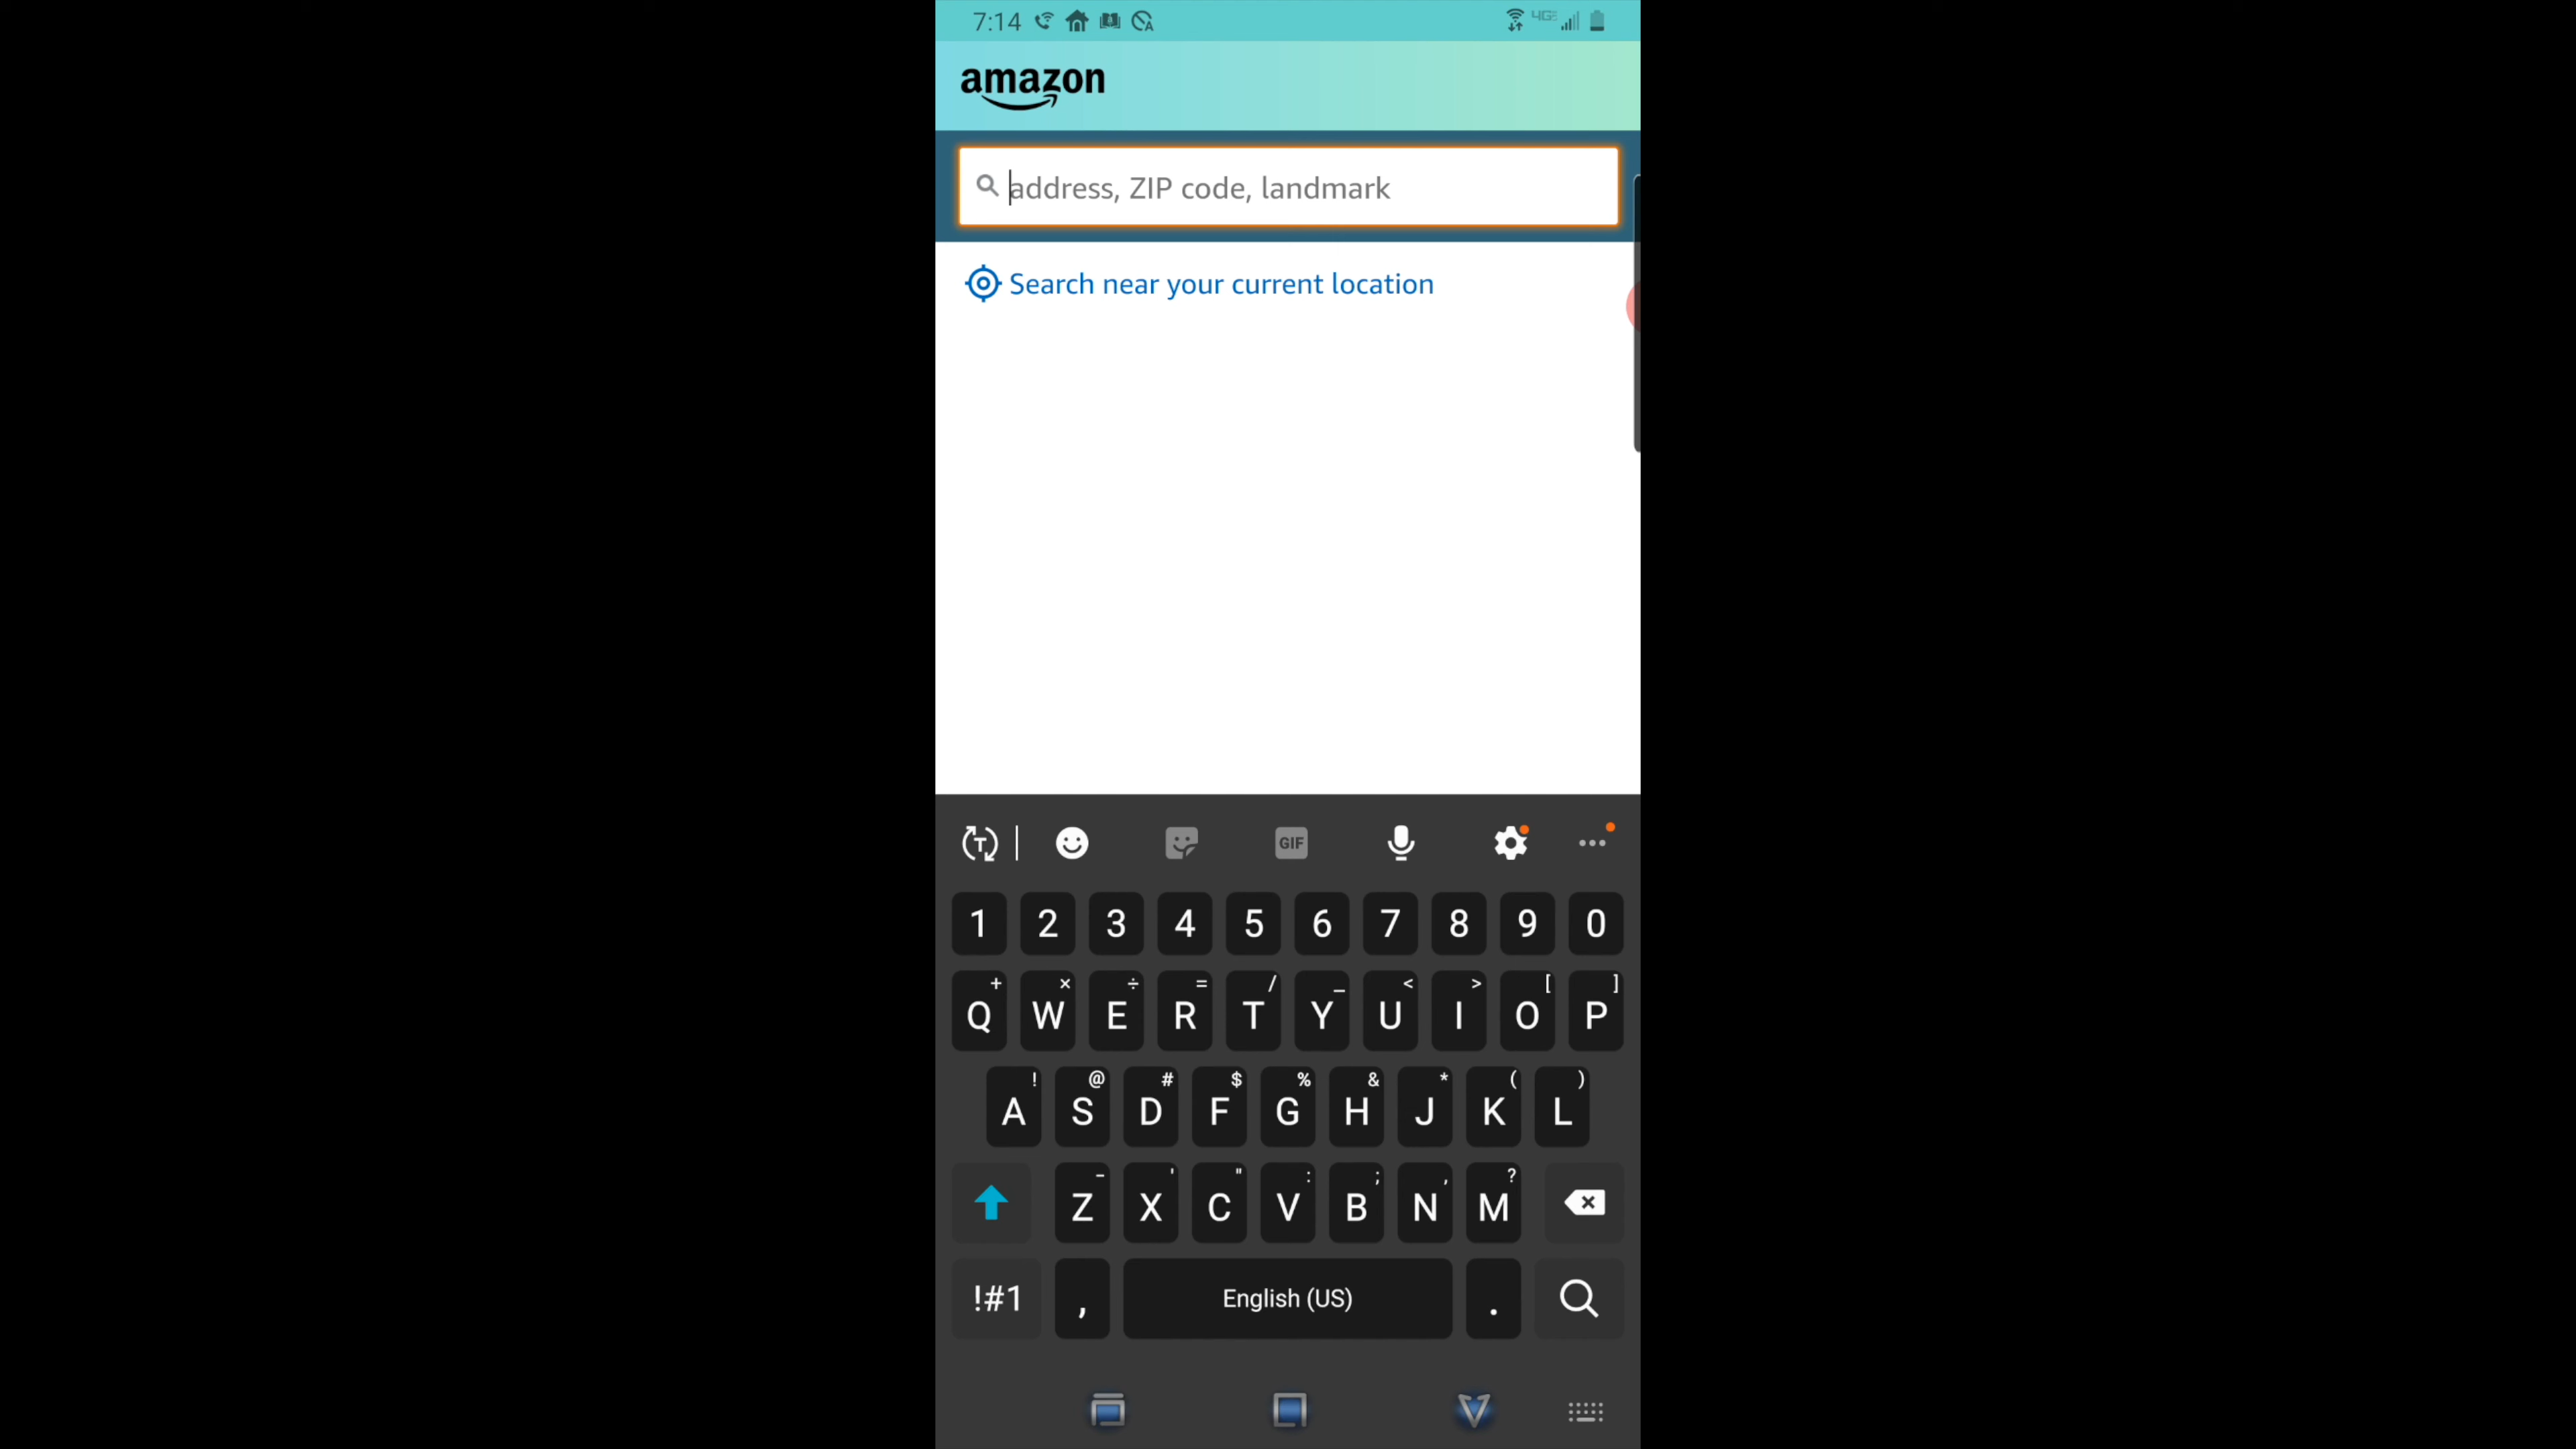 7:14 4GE
amazon
address, ZIP code, landmark
Search near your current location
T GIF
1 2 3 4 5 6 7 8 9 0
+ × ÷ = / _ < > [ ]
Q W E R T Y U I O P
! @ # $ % & * ( )
A S D F G H J K L
- ' " : ; , ?
Z X C V B N M
!#1 , English (US) .